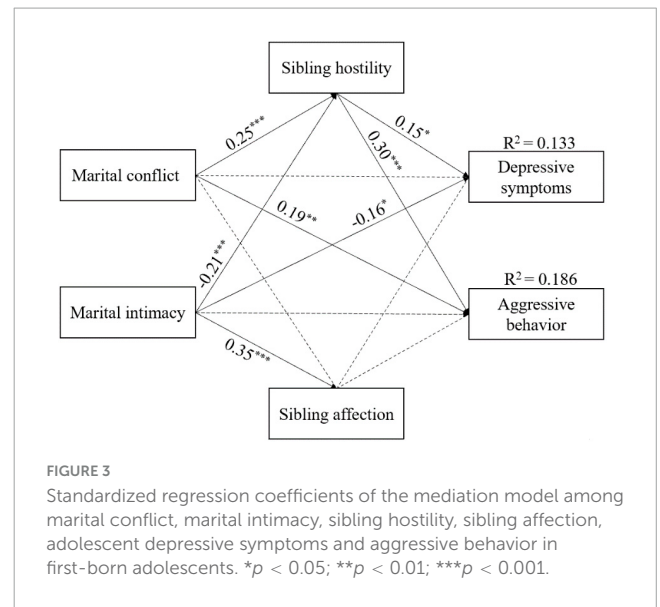 Sibling hostility
0.25***
0.15*
0.30***
R² = 0.133
Marital conflict
Depressive
symptoms
0.19**
-0.16*
-0.21***
R² = 0.186
Marital intimacy
Aggressive
behavior
0.35***
Sibling affection
FIGURE 3
Standardized regression coefficients of the mediation model among
marital conflict, marital intimacy, sibling hostility, sibling affection,
adolescent depressive symptoms and aggressive behavior in
first-born adolescents. *p < 0.05; **p < 0.01; ***p < 0.001.